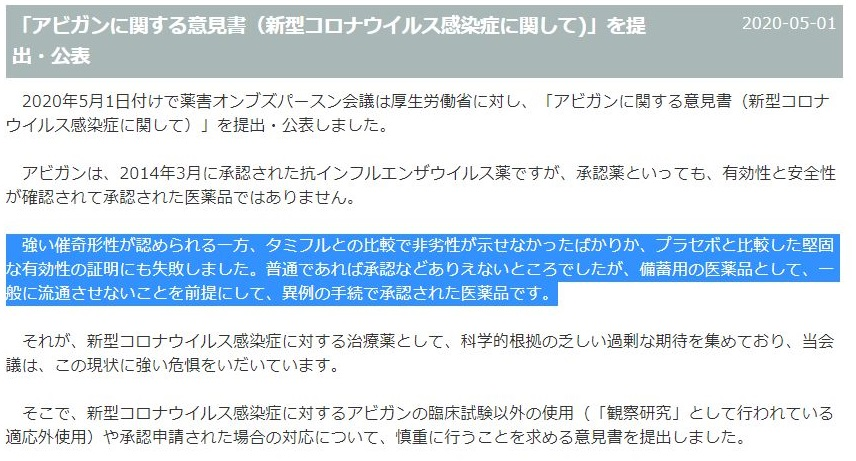 「アビガンに関する意見書（新型コロナウイルス感染症に関して)」を提 2020-05-01
出・公表
2020年5月1日付けで薬害オンブズパースン会議は厚生労働省に対し、「アビガンに関する意見書（新型コロナ
ウイルス感染症に関して）」を提出・公表しました。
アビガンは、2014年3月に承認された抗インフルエンザウイルス薬ですが、承認薬といっても、有効性と安全性
が確認されて承認された医薬品ではありません。
強い催奇形性が認められる一方、タミフルとの比較で非劣性が示せなかったばかりか、プラセボと比較した堅固
な有効性の証明にも失敗しました。普通であれば承認などありえないところでしたが、備蓄用の医薬品として、一
般に流通させないことを前提にして、異例の手続で承認された医薬品です。
それが、新型コロナウイルス感染症に対する治療薬として、科学的根拠の乏しい過剰な期待を集めており、当会
議は、この現状に強い危惧をいだいています。
そこで、新型コロナウイルス感染症に対するアビガンの臨床試験以外の使用（「観察研究」として行われている
適応外使用）や承認申請された場合の対応について、慎重に行うことを求める意見書を提出しました。